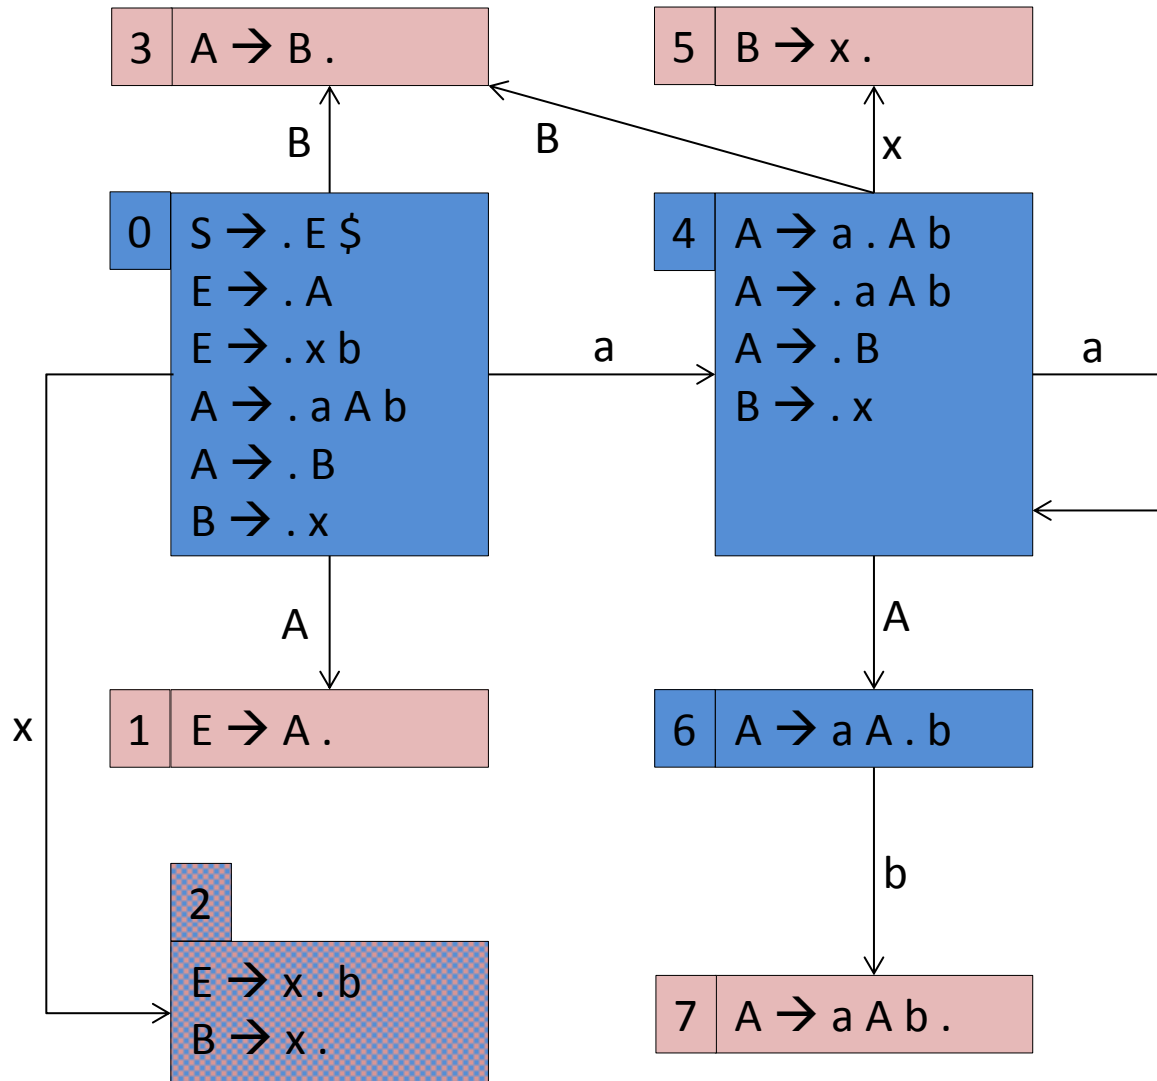 3 A → B .
5 B → x .
B
B
x
0 S → . E $
E → . A
E → . x b
A → . a A b
A → . B
B → . x
a
4 A → a . A b
A → . a A b
A → . B
B → . x
a
A
A
x
1 E → A .
6 A → a A . b
b
2
E → x . b
B → x .
7 A → a A b .